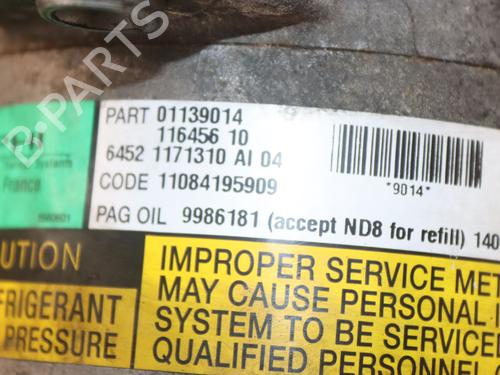 PART 01139014
116456 10
6452 1171310 AI 04
CODE 11084195909
PAG OIL 9986181 (accept ND8 for refill) 140
*9014*
France
UTION
FRIGERANT
PRESSURE
IMPROPER SERVICE MET
MAY CAUSE PERSONAL
SYSTEM TO BE SERVICE
QUALIFIED PERSONNEL
B-PARTS